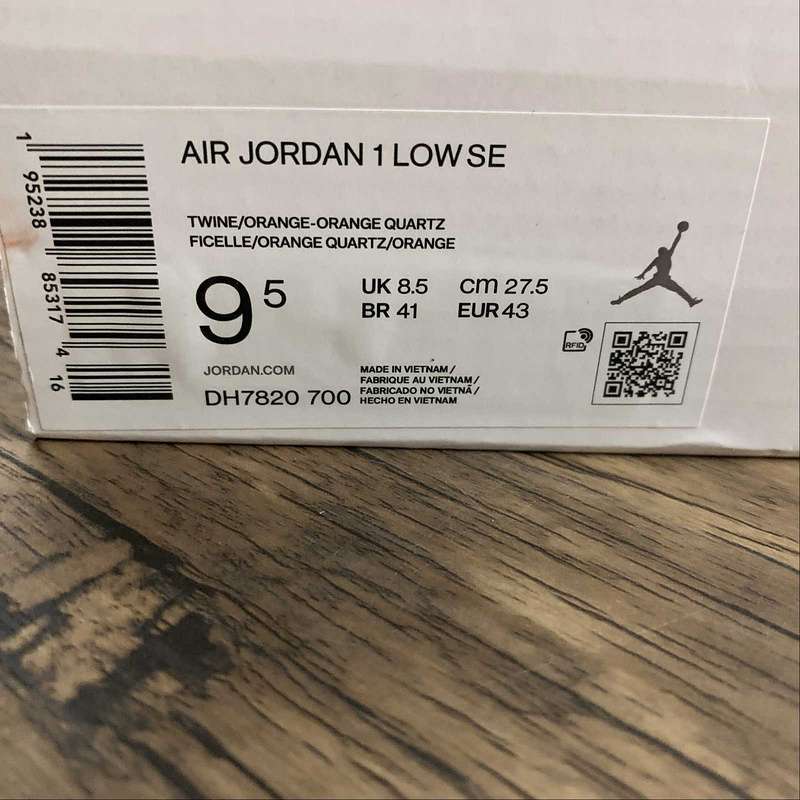 AIR JORDAN 1 LOW SE
TWINE/ORANGE-ORANGE QUARTZ
FICELLE/ORANGE QUARTZ/ORANGE
9 5
UK 8.5 cm 27.5
BR 41 EUR 43
RFID
JORDAN.COM
DH7820 700
MADE IN VIETNAM /
FABRIQUE AU VIETNAM /
FABRICADO NO VIETNÃ /
HECHO EN VIETNAM
1 95238 85317 4 16